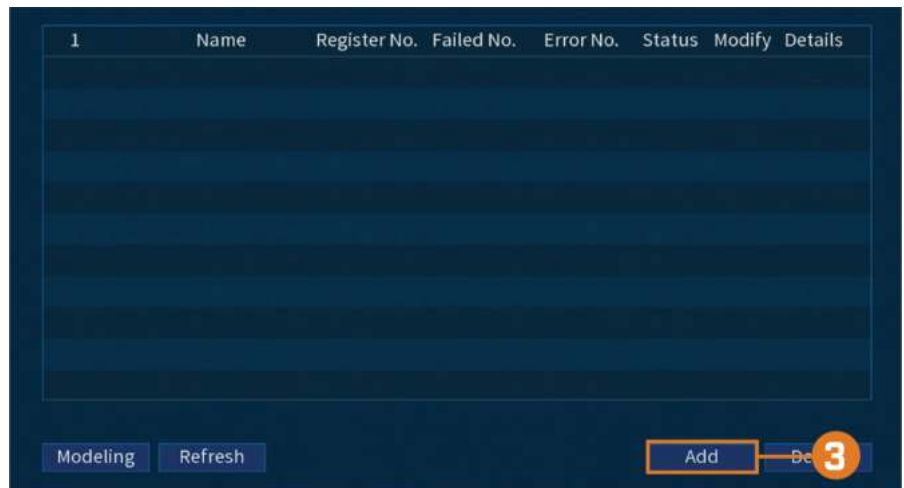 1 Name Register No. Failed No. Error No. Status Modify Details
Modeling Refresh Add 3